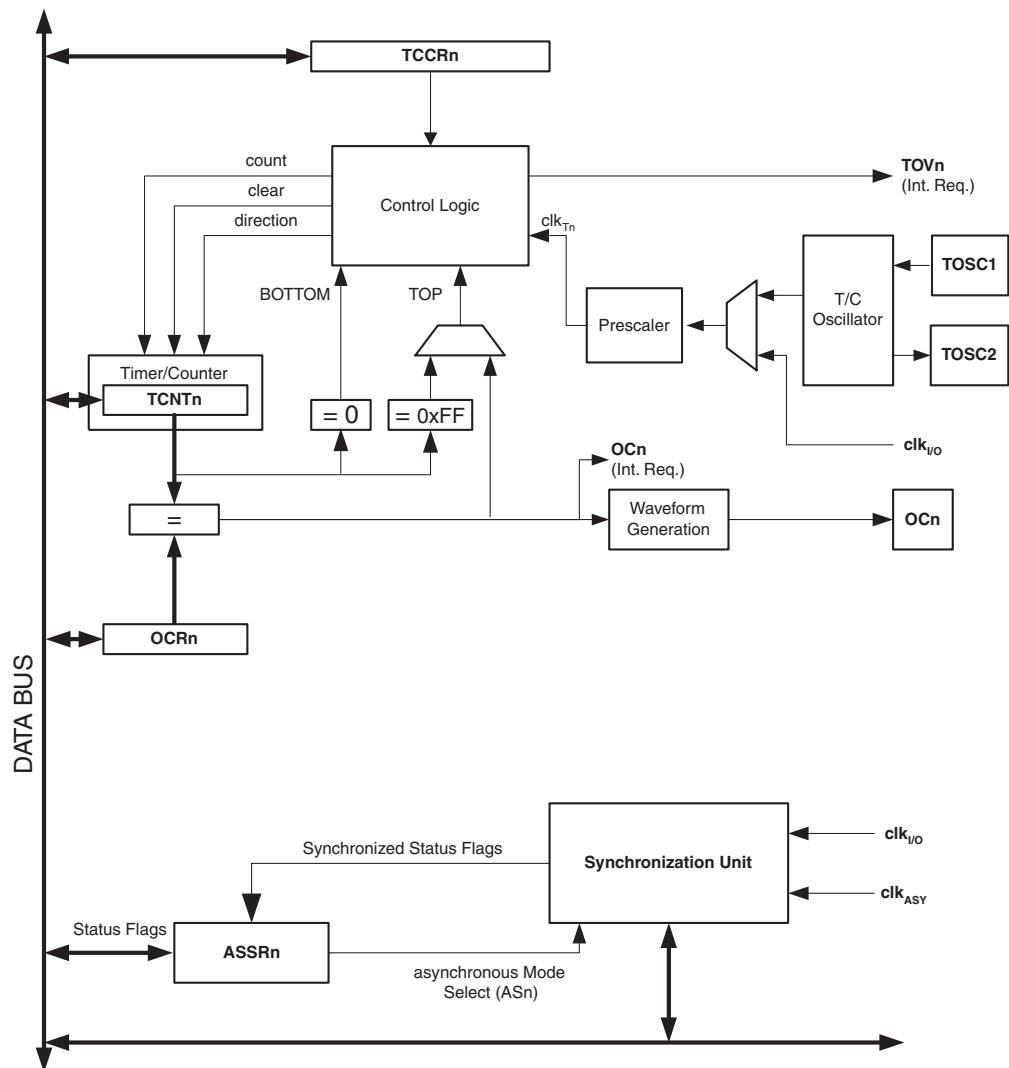 TCCRn
count
clear
direction
Control Logic
TOVn
(Int. Req.)
clkTn
BOTTOM
TOP
TOSC1
T/C
Oscillator
Prescaler
TOSC2
Timer/Counter
TCNTn
= 0
= 0xFF
clkI/O
OCn
(Int. Req.)
=
Waveform
Generation
OCn
OCRn
DATA BUS
Synchronized Status Flags
Synchronization Unit
clkI/O
clkASY
Status Flags
ASSRn
asynchronous Mode
Select (ASn)